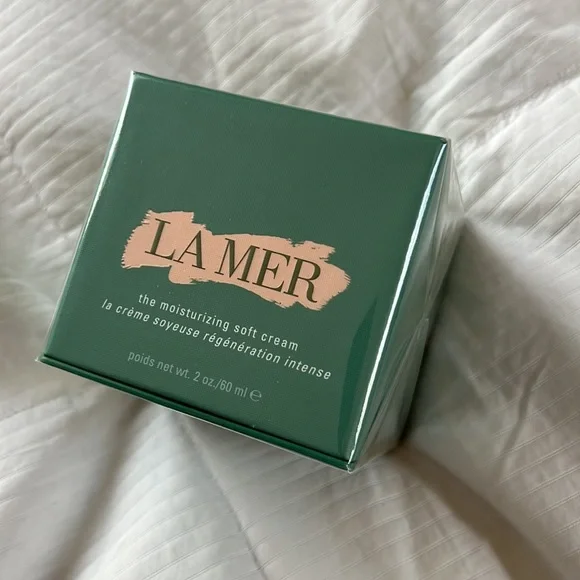 LA MER
the moisturizing soft cream
la crème soyeuse régénération intense
poids net wt. 2 oz./60 ml ℮